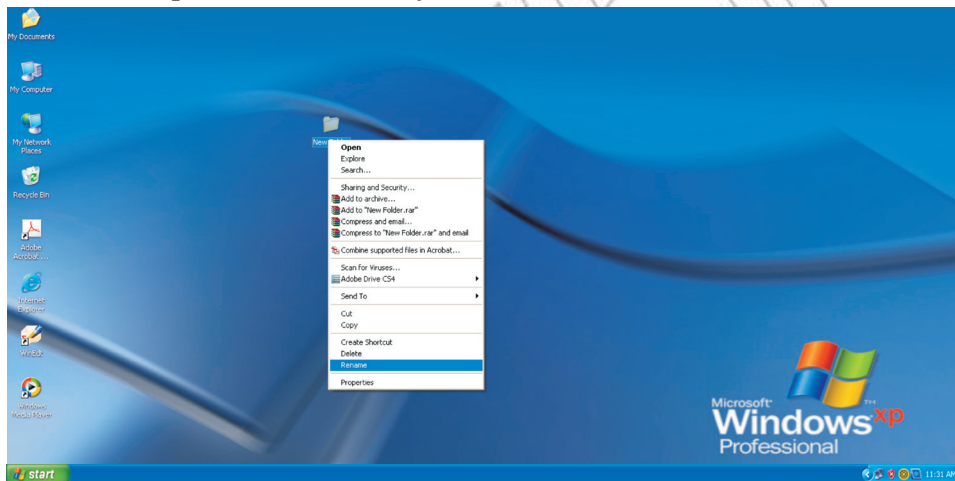 My Documents
My Computer
My Network
Places
Recycle Bin
Adobe
Acrobat ...
Internet
Explorer
WinEdt
Windows
Media Player
New
Open
Explore
Search...
Sharing and Security...
Add to archive...
Add to "New Folder.rar"
Compress and email...
Compress to "New Folder.rar" and email
Combine supported files in Acrobat...
Scan for Viruses...
Adobe Drive CS4
Send To
Cut
Copy
Create Shortcut
Delete
Rename
Properties
Microsoft
Windows xp
TM
Professional
start
11:31 AM